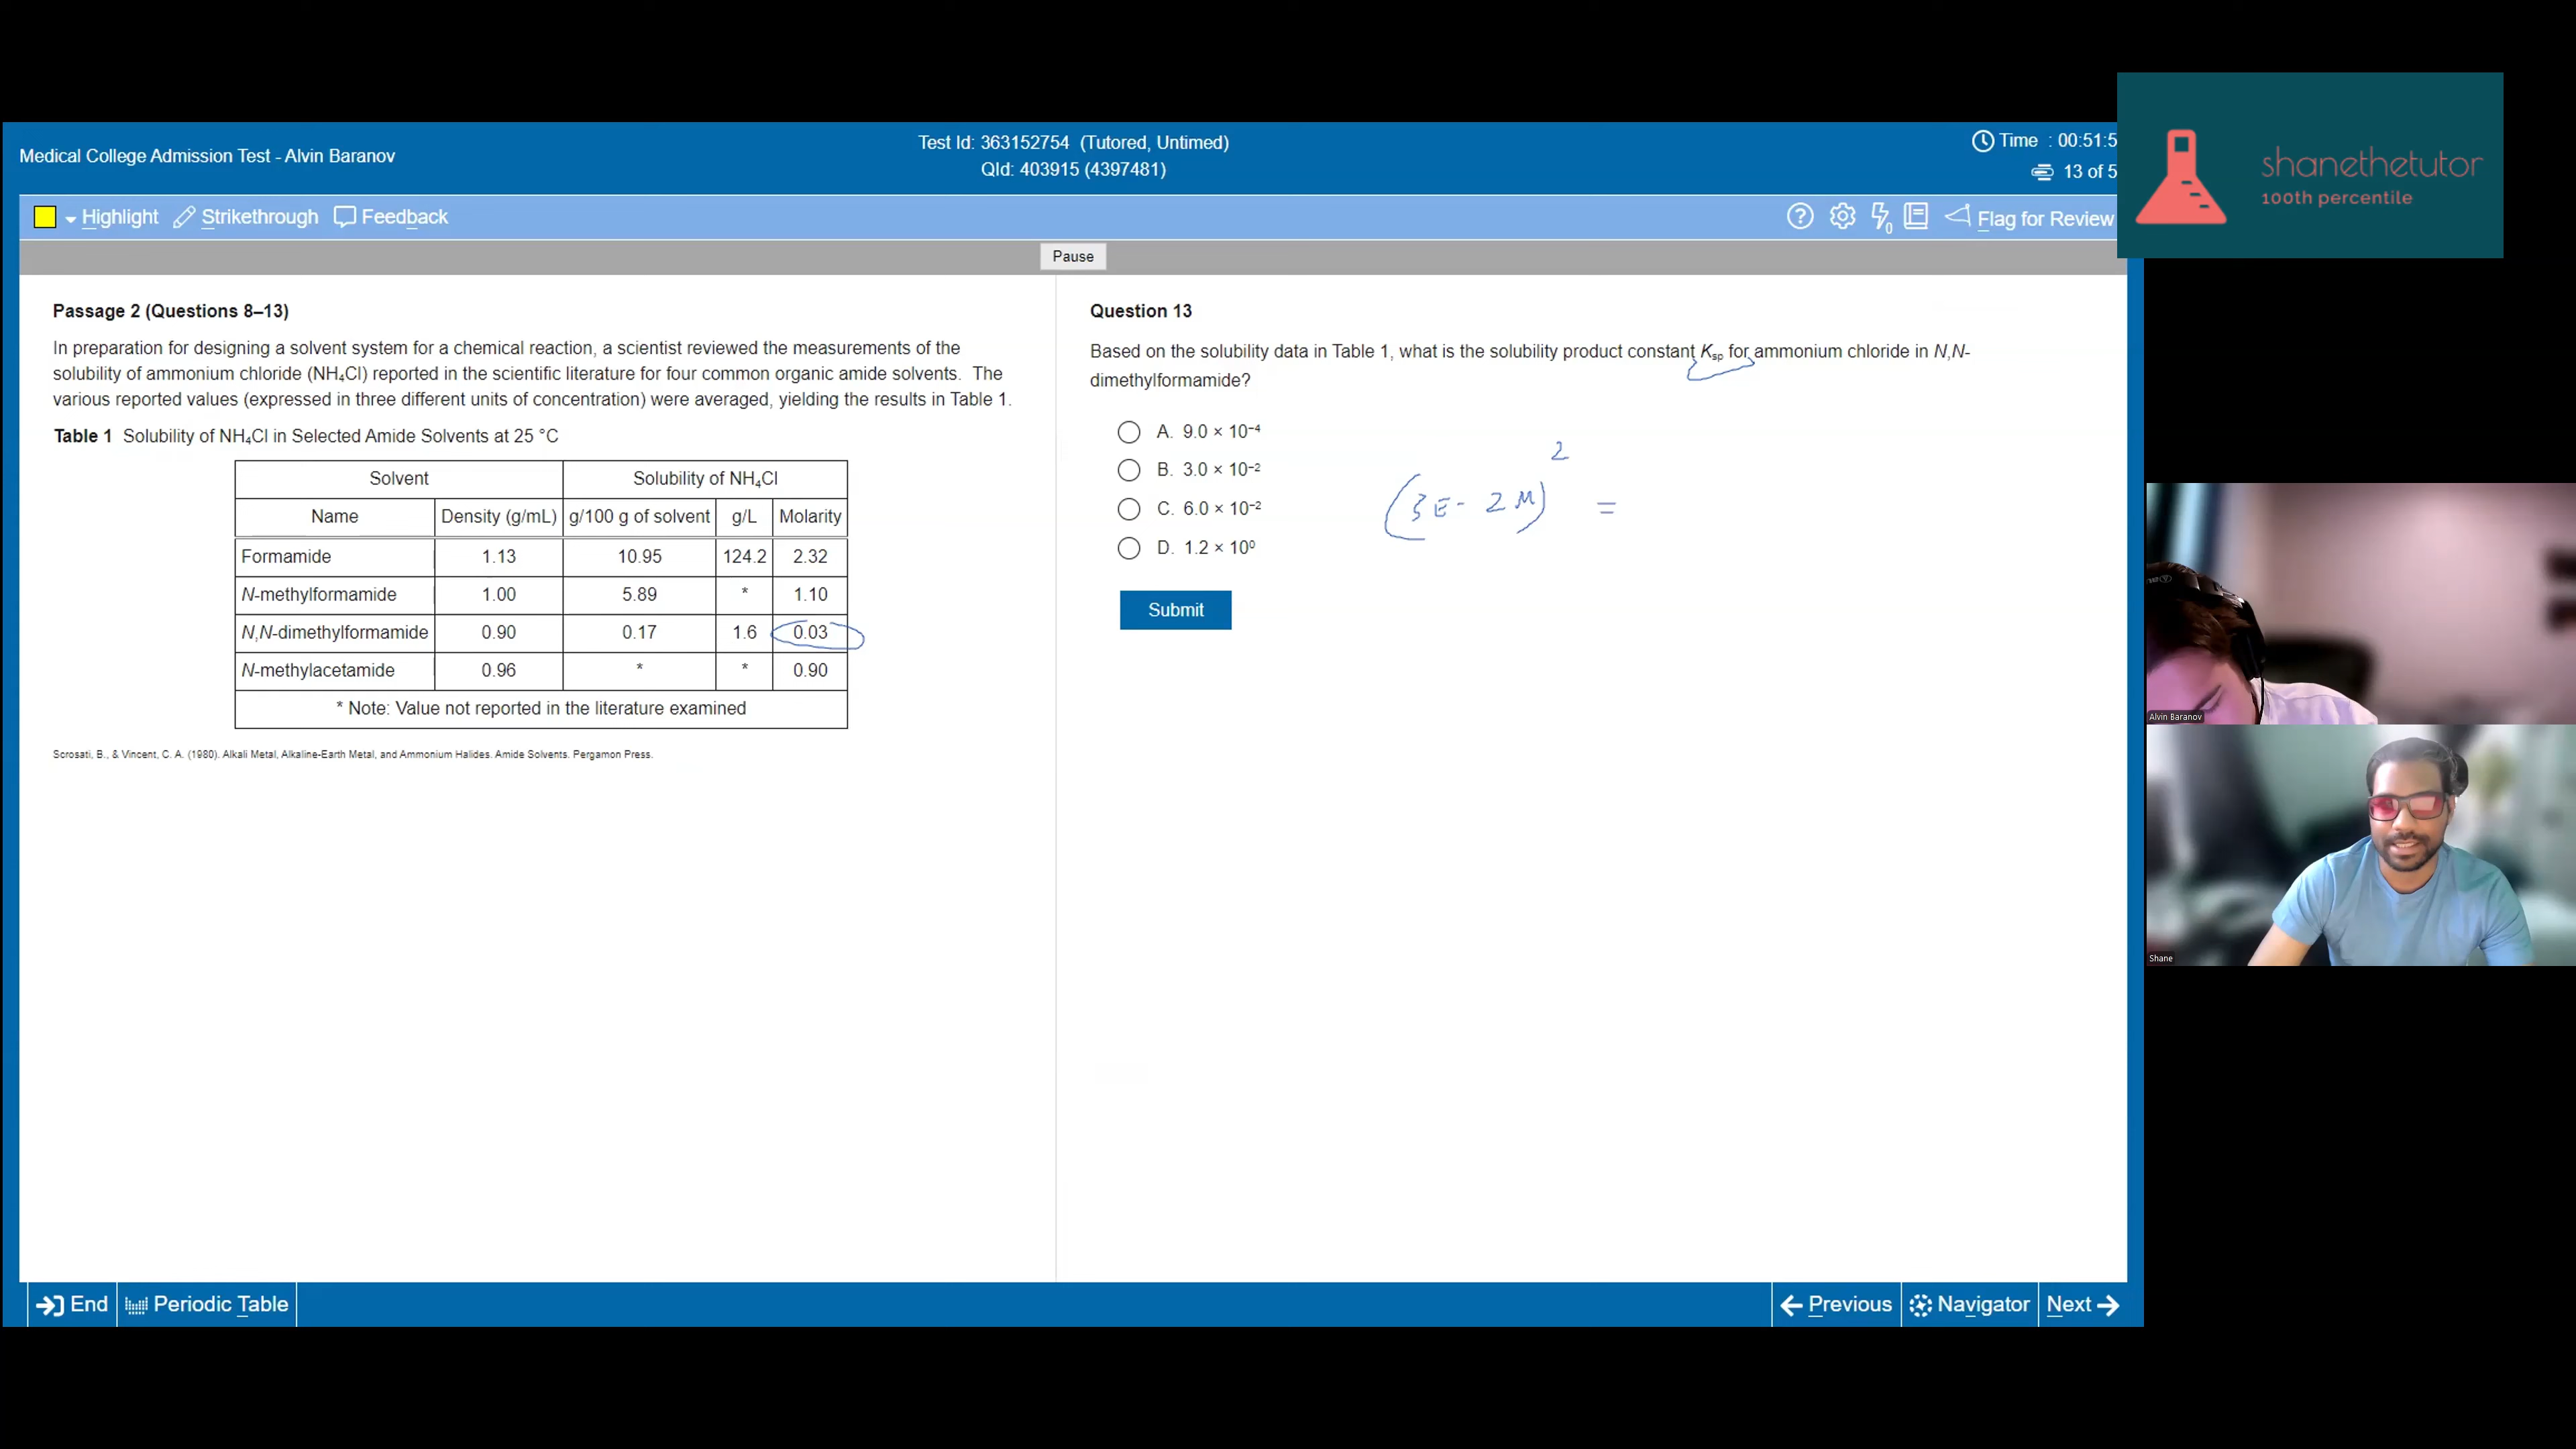 Medical College Admission Test - Alvin Baranov
Test Id: 363152754 (Tutored, Untimed)
QId: 403915 (4397481)
Time : 00:51:5
13 of 5
shanethetutor
100th percentile
Highlight Strikethrough Feedback
Flag for Review
Pause
Passage 2 (Questions 8–13)
In preparation for designing a solvent system for a chemical reaction, a scientist reviewed the measurements of the
solubility of ammonium chloride (NH₄Cl) reported in the scientific literature for four common organic amide solvents. The
various reported values (expressed in three different units of concentration) were averaged, yielding the results in Table 1.
Table 1 Solubility of NH₄Cl in Selected Amide Solvents at 25 °C
Solvent Solubility of NH₄Cl
Name Density (g/mL) g/100 g of solvent g/L Molarity
Formamide 1.13 10.95 124.2 2.32
N-methylformamide 1.00 5.89 * 1.10
N,N-dimethylformamide 0.90 0.17 1.6 0.03
N-methylacetamide 0.96 * * 0.90
* Note: Value not reported in the literature examined
Scrosati, B., & Vincent, C. A. (1980). Alkali Metal, Alkaline-Earth Metal, and Ammonium Halides. Amide Solvents. Pergamon Press.
Question 13
Based on the solubility data in Table 1, what is the solubility product constant Ksp for ammonium chloride in N,N-
dimethylformamide?
A. 9.0 × 10⁻⁴
B. 3.0 × 10⁻²
C. 6.0 × 10⁻²
D. 1.2 × 10⁰
(3E-2M)² =
Submit
Alvin Baranov
Shane
End Periodic Table
Previous Navigator Next